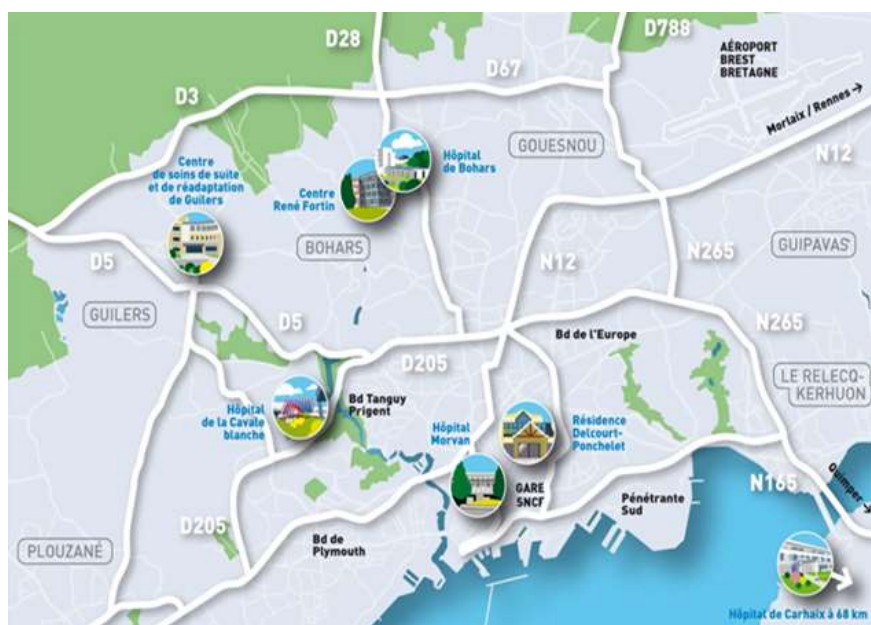 D28
D788
AÉROPORT
BREST
BRETAGNE
D67
D3
Morlaix / Rennes →
Centre
de soins de suite
et de réadaptation
de Guilers
Hôpital
de Bohars
GOUESNOU
N12
Centre
René Fortin
BOHARS
D5
N12
N265
GUIPAVAS
GUILERS
D5
D205
Bd de l'Europe
N265
LE RELECQ-
KERHUON
Bd Tanguy
Prigent
Hôpital
de la Cavale
blanche
Hôpital
Morvan
Résidence
Delcourt-
Ponchelet
GARE
SNCF
Pénétrante
Sud
N165
Quimper →
D205
Bd de
Plymouth
PLOUZANÉ
Hôpital de Carhaix à 68 km